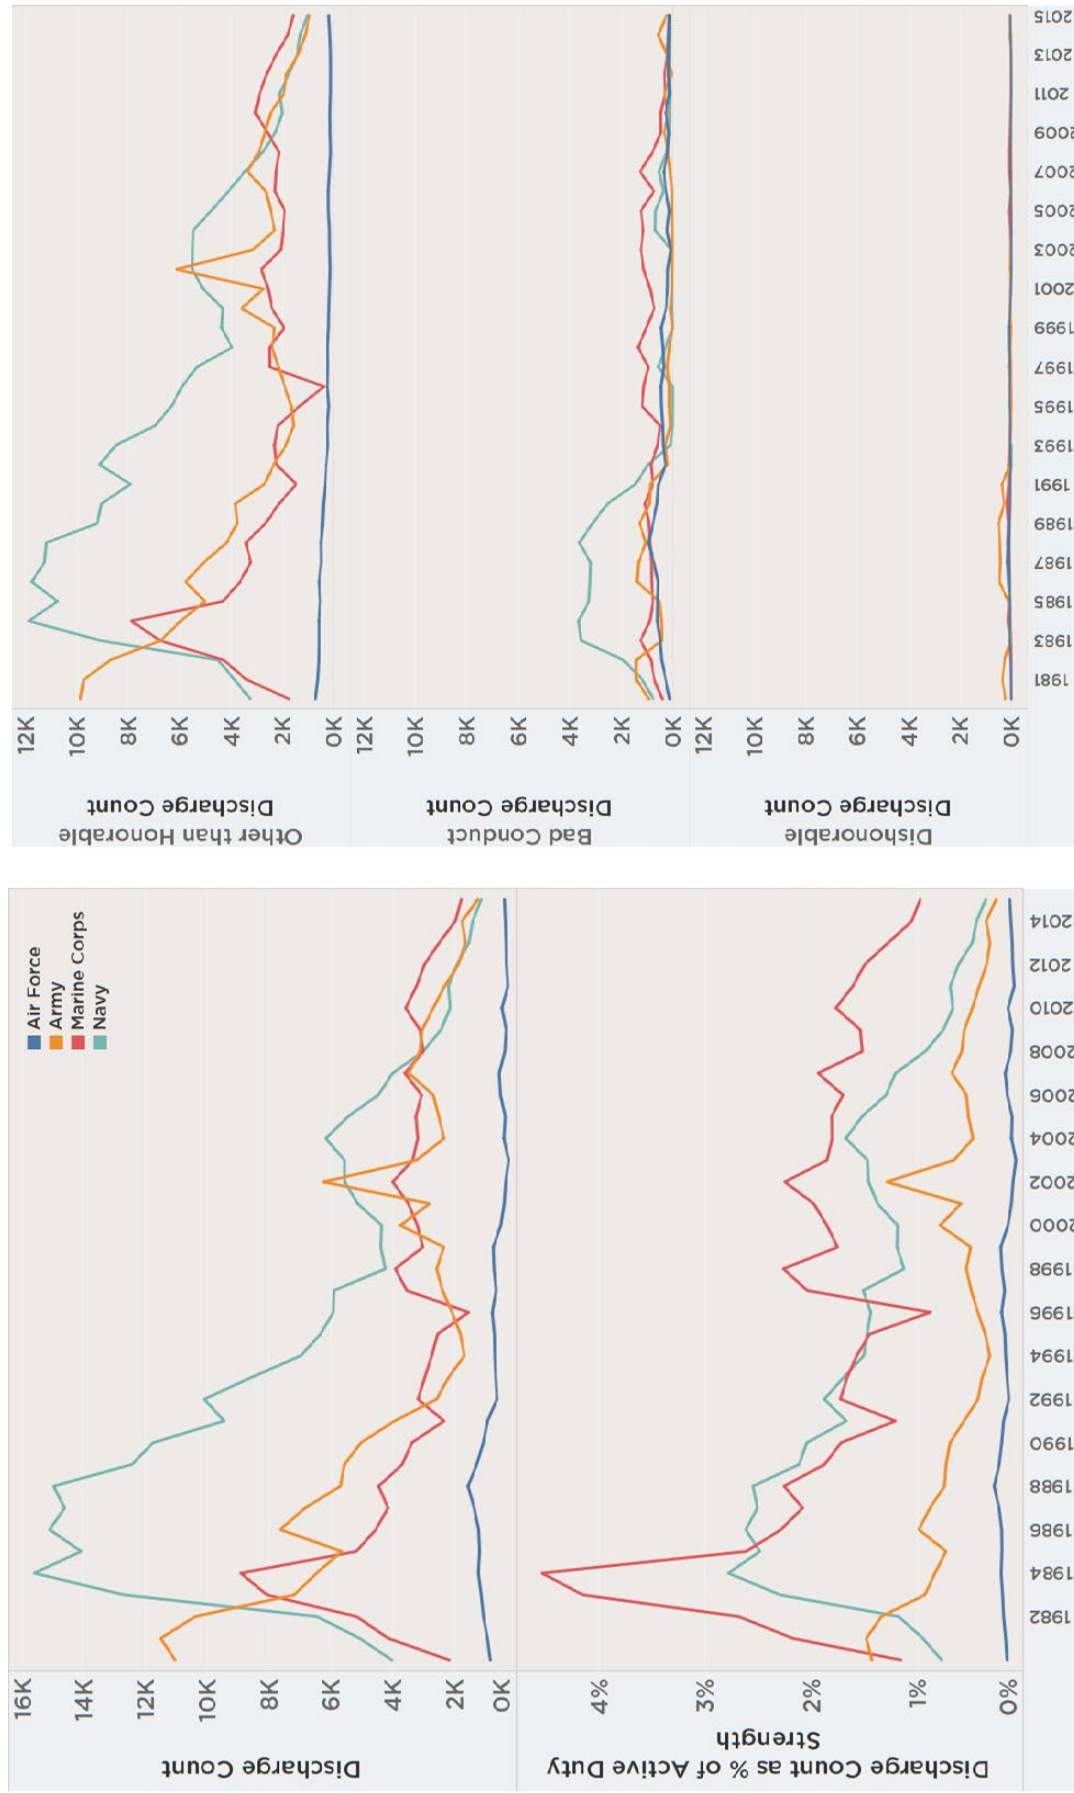 Discharge Count
16K
14K
12K
10K
8K
6K
4K
2K
0K
Air Force
Army
Marine Corps
Navy
Discharge Count as % of Active Duty
Strength
4%
3%
2%
1%
0%
1982
1984
1986
1988
1990
1992
1994
1996
1998
2000
2002
2004
2006
2008
2010
2012
2014
Other than Honorable
Discharge Count
12K
10K
8K
6K
4K
2K
0K
Bad Conduct
Discharge Count
12K
10K
8K
6K
4K
2K
0K
Dishonorable
Discharge Count
12K
10K
8K
6K
4K
2K
0K
1981
1983
1985
1987
1989
1991
1993
1995
1997
1999
2001
2003
2005
2007
2009
2011
2013
2015